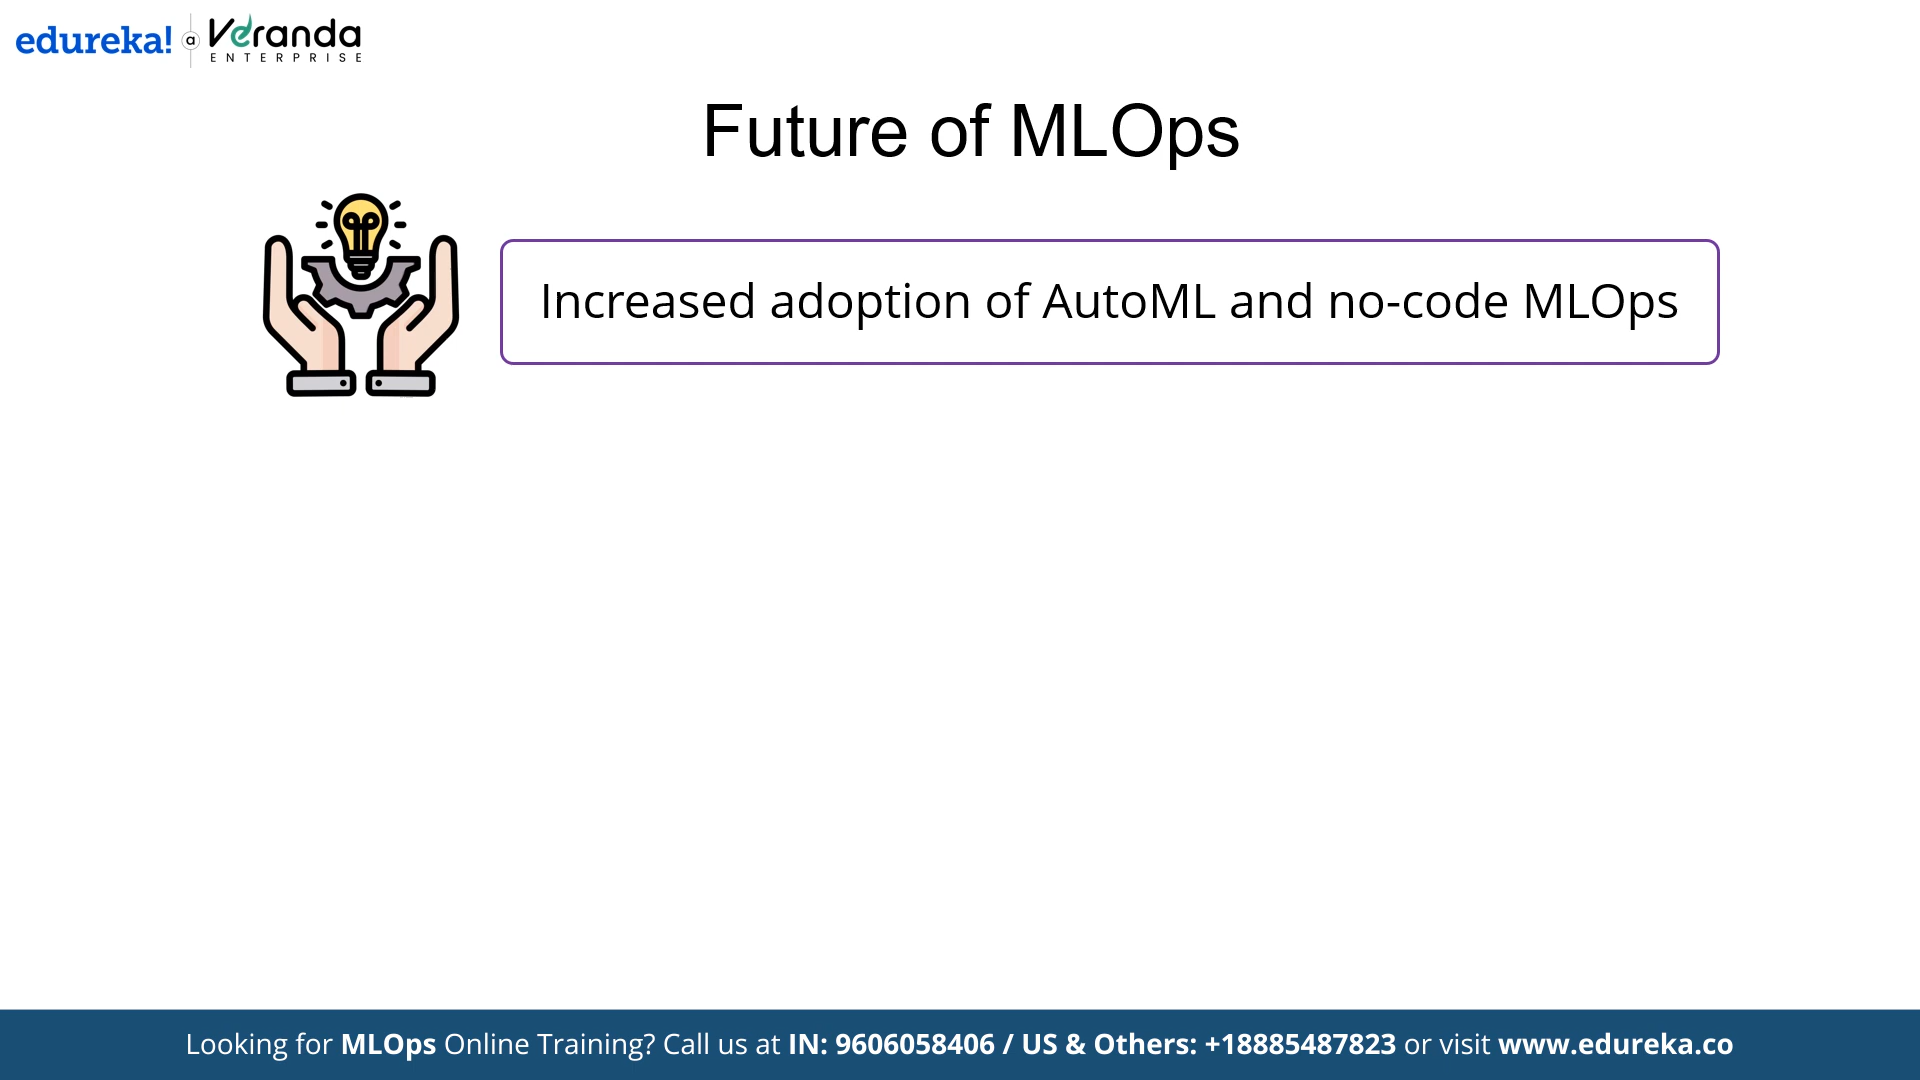 edureka! a Veranda
ENTERPRISE
Future of MLOps
Increased adoption of AutoML and no-code MLOps
Looking for MLOps Online Training? Call us at IN: 9606058406 / US & Others: +18885487823 or visit www.edureka.co